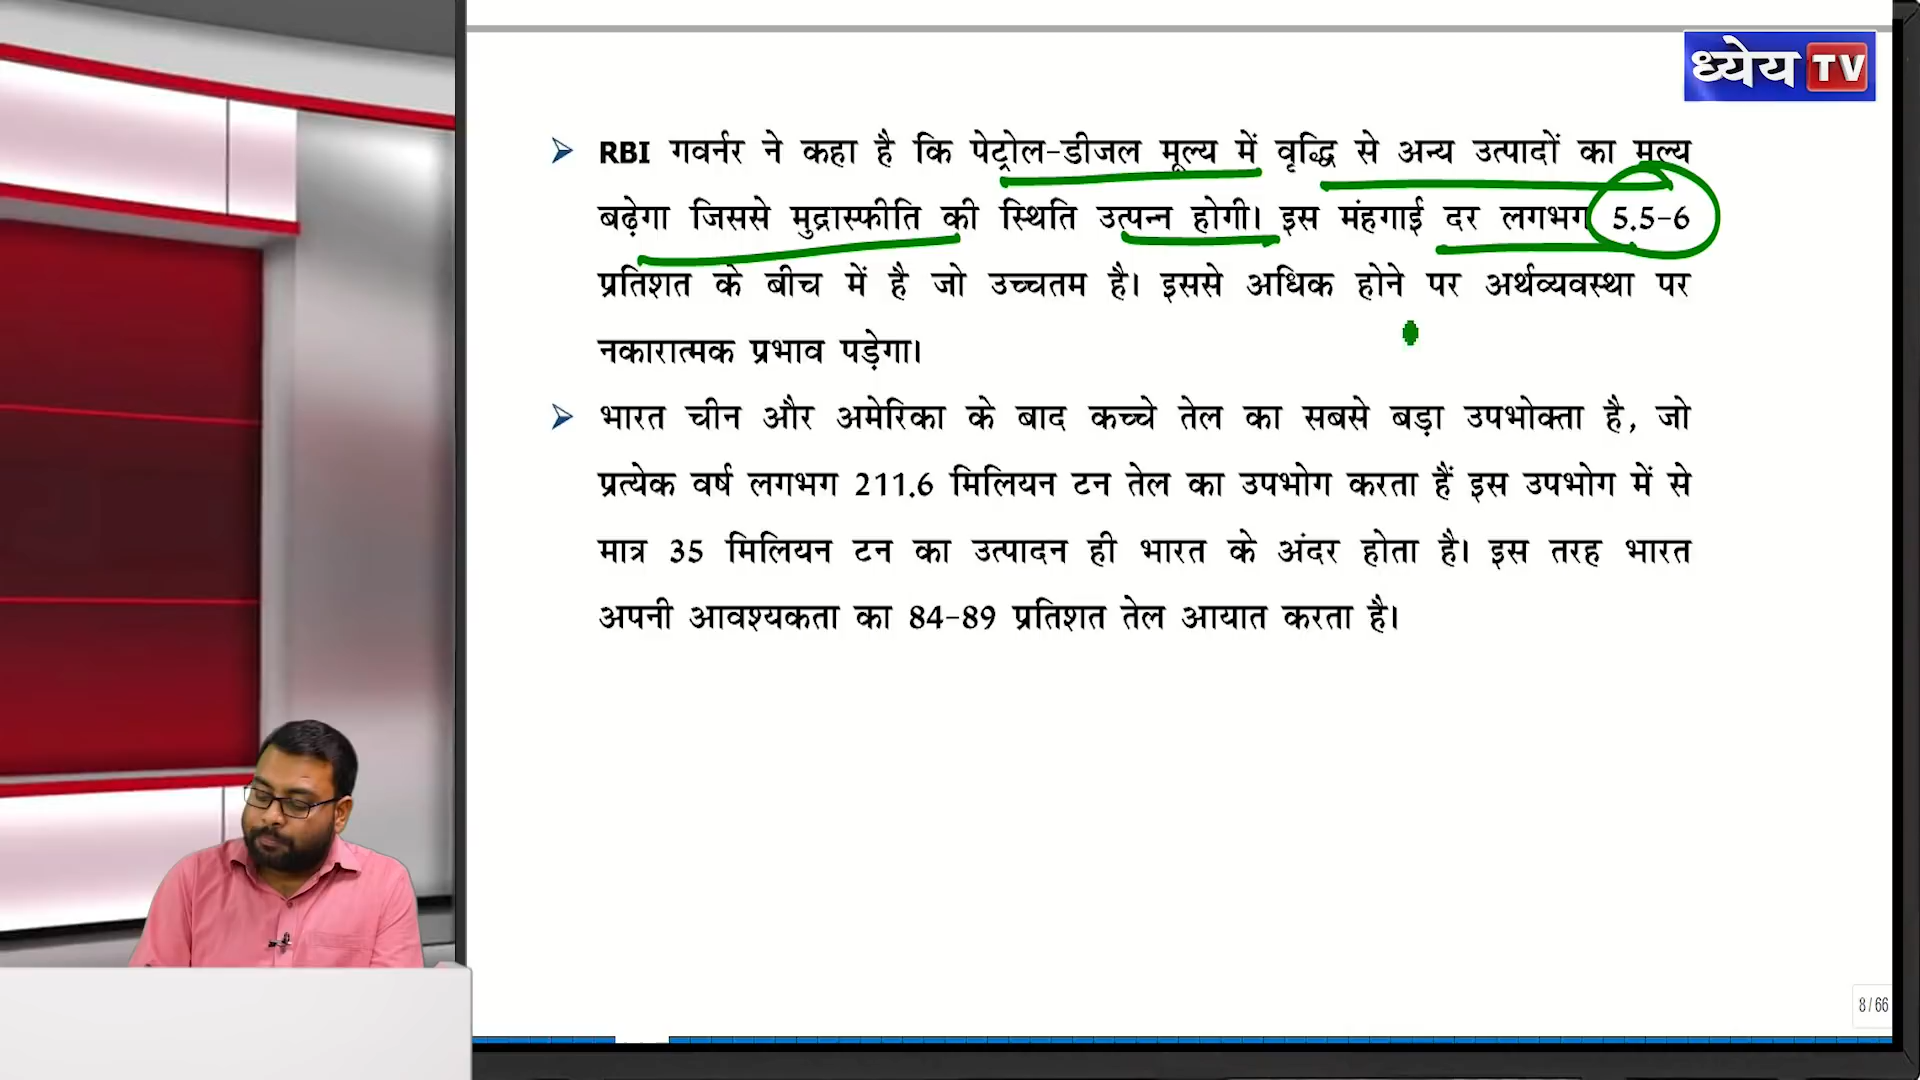 ध्येय TV
➢ RBI गवर्नर ने कहा है कि पेट्रोल-डीजल मूल्य में वृद्धि से अन्य उत्पादों का मूल्य
बढ़ेगा जिससे मुद्रास्फीति की स्थिति उत्पन्न होगी। इस मंहगाई दर लगभग 5.5-6
प्रतिशत के बीच में है जो उच्चतम है। इससे अधिक होने पर अर्थव्यवस्था पर
नकारात्मक प्रभाव पड़ेगा।
➢ भारत चीन और अमेरिका के बाद कच्चे तेल का सबसे बड़ा उपभोक्ता है, जो
प्रत्येक वर्ष लगभग 211.6 मिलियन टन तेल का उपभोग करता हैं इस उपभोग में से
मात्र 35 मिलियन टन का उत्पादन ही भारत के अंदर होता है। इस तरह भारत
अपनी आवश्यकता का 84-89 प्रतिशत तेल आयात करता है।
8 / 66